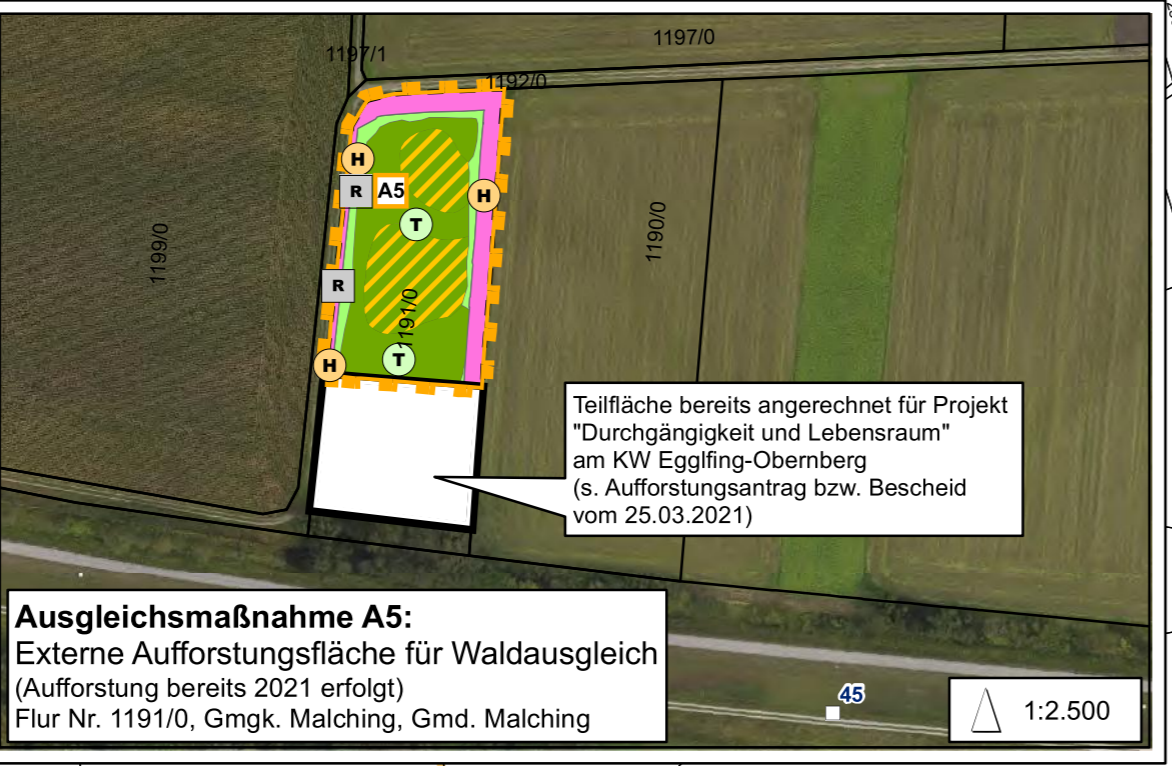 1197/1
1197/0
1192/0
H
R
A5
H
T
1199/0
1190/0
R
1191/0
H
T
Teilfläche bereits angerechnet für Projekt
"Durchgängigkeit und Lebensraum"
am KW Egglfing-Obernberg
(s. Aufforstungsantrag bzw. Bescheid
vom 25.03.2021)
Ausgleichsmaßnahme A5:
Externe Aufforstungsfläche für Waldausgleich
(Aufforstung bereits 2021 erfolgt)
Flur Nr. 1191/0, Gmgk. Malching, Gmd. Malching
45
1:2.500